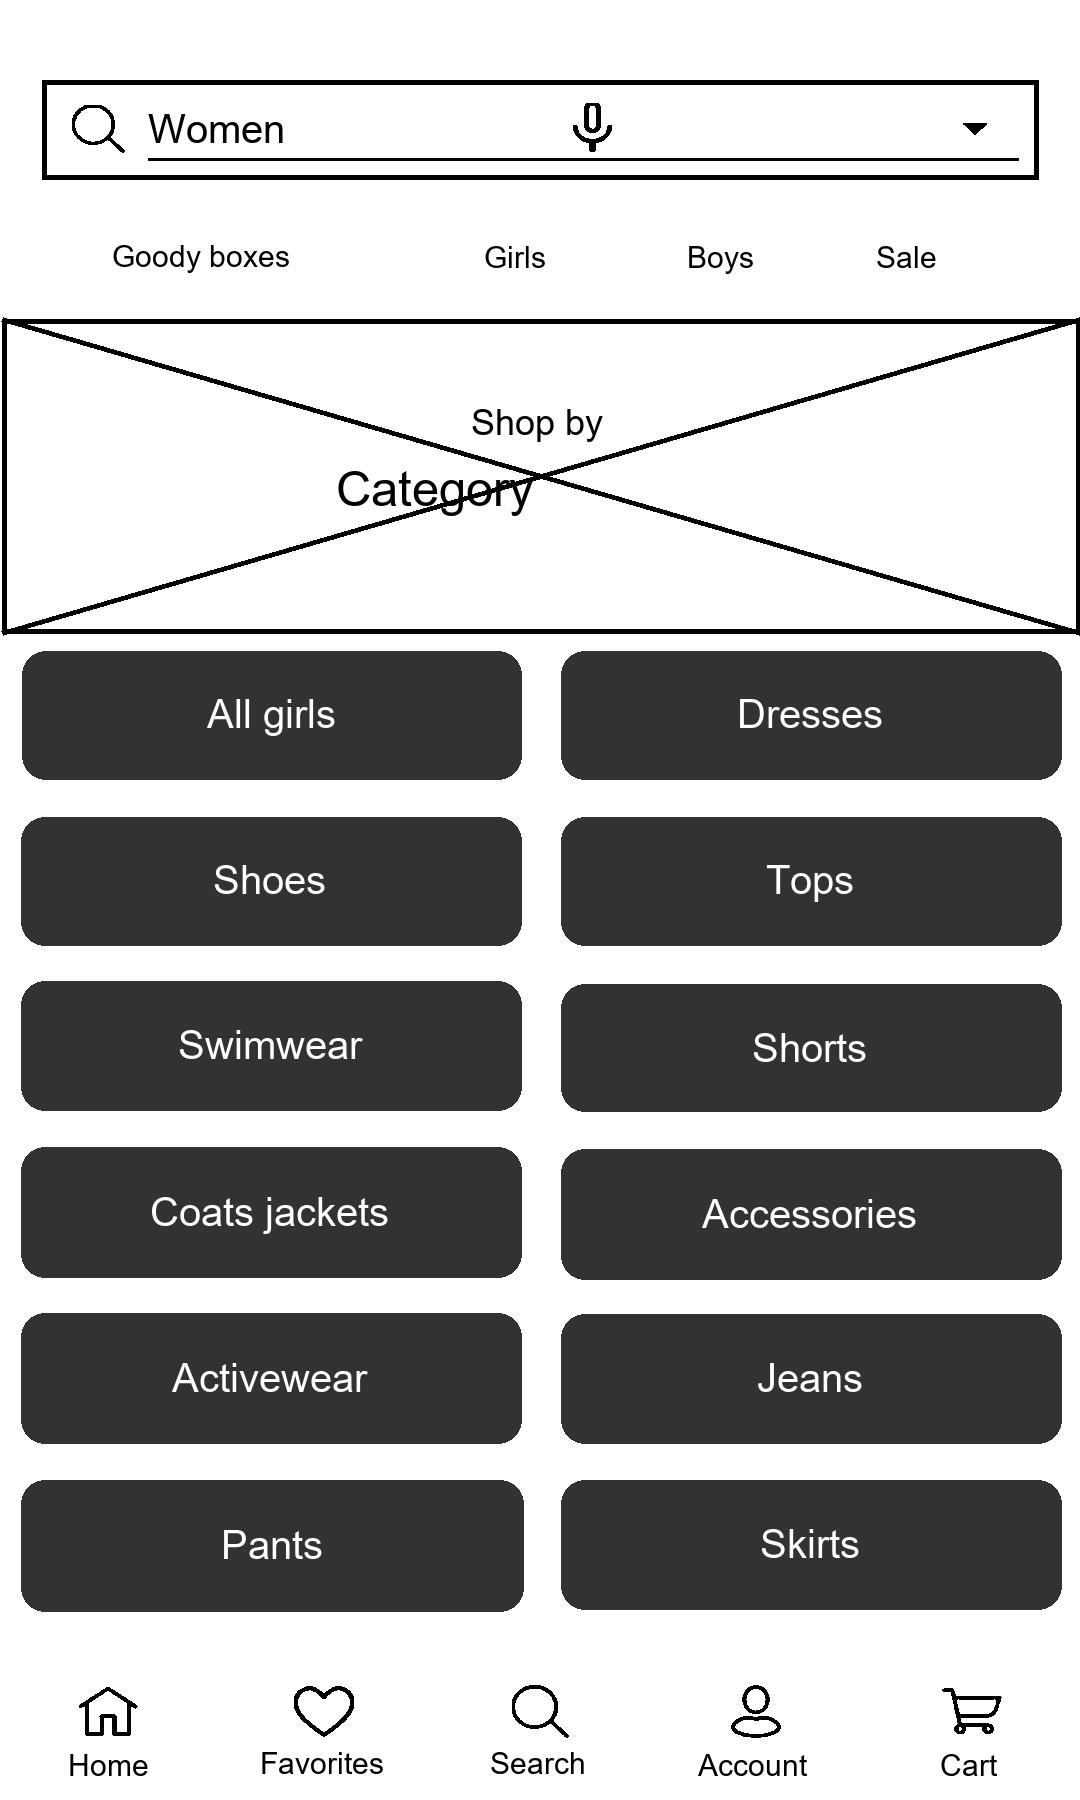 Women
Goody boxes Girls Boys Sale
Shop by
Category
All girls Dresses
Shoes Tops
Swimwear Shorts
Coats jackets Accessories
Activewear Jeans
Pants Skirts
Home Favorites Search Account Cart